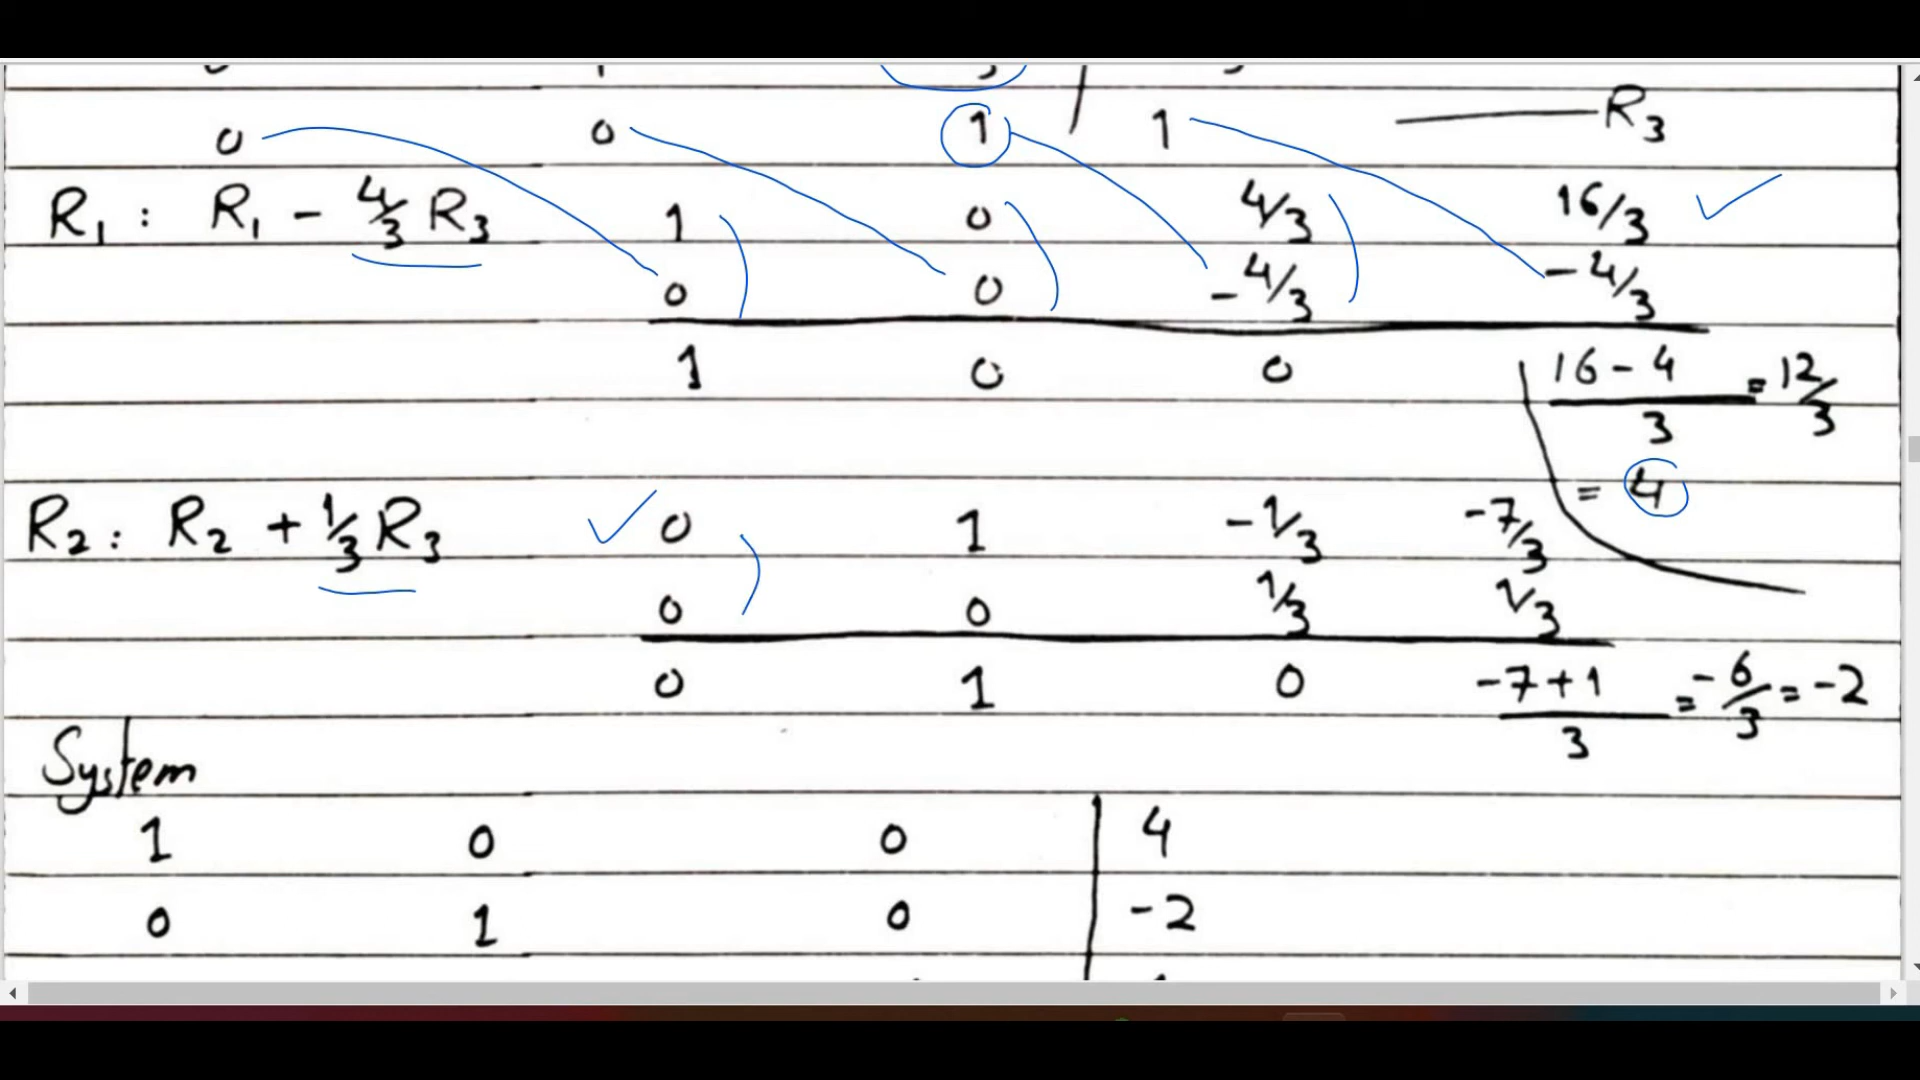 0 0 1 | 1 —— R3
R1 : R1 - 4/3 R3 1 0 4/3 16/3
0 0 - 4/3 - 4/3
1 0 0 | 16 - 4 / 3 = 12/3
= 4
R2 : R2 + 1/3 R3 0 1 - 1/3 - 7/3
0 0 1/3 1/3
0 1 0 -7 + 1 / 3 = - 6/3 = -2
System
1 0 0 | 4
0 1 0 | -2